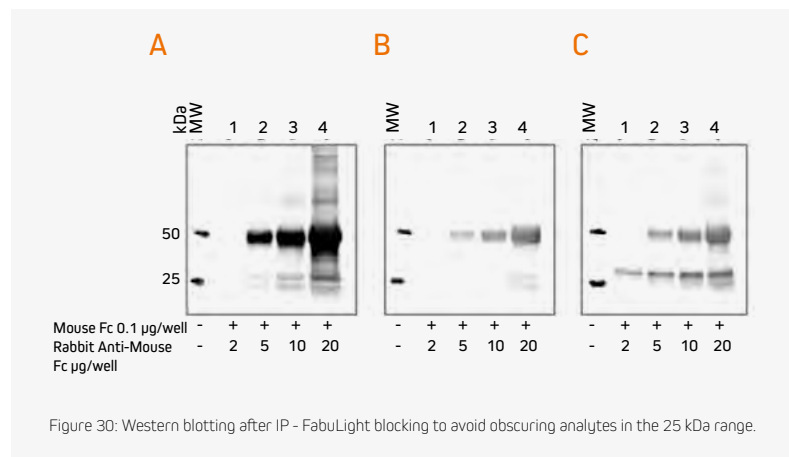 A B C
kDa MW 1 2 3 4 MW 1 2 3 4 MW 1 2 3 4
50
25
Mouse Fc 0.1 µg/well - + + + + - + + + + - + + + +
Rabbit Anti-Mouse - 2 5 10 20 - 2 5 10 20 - 2 5 10 20
Fc µg/well
Figure 30: Western blotting after IP - FabuLight blocking to avoid obscuring analytes in the 25 kDa range.